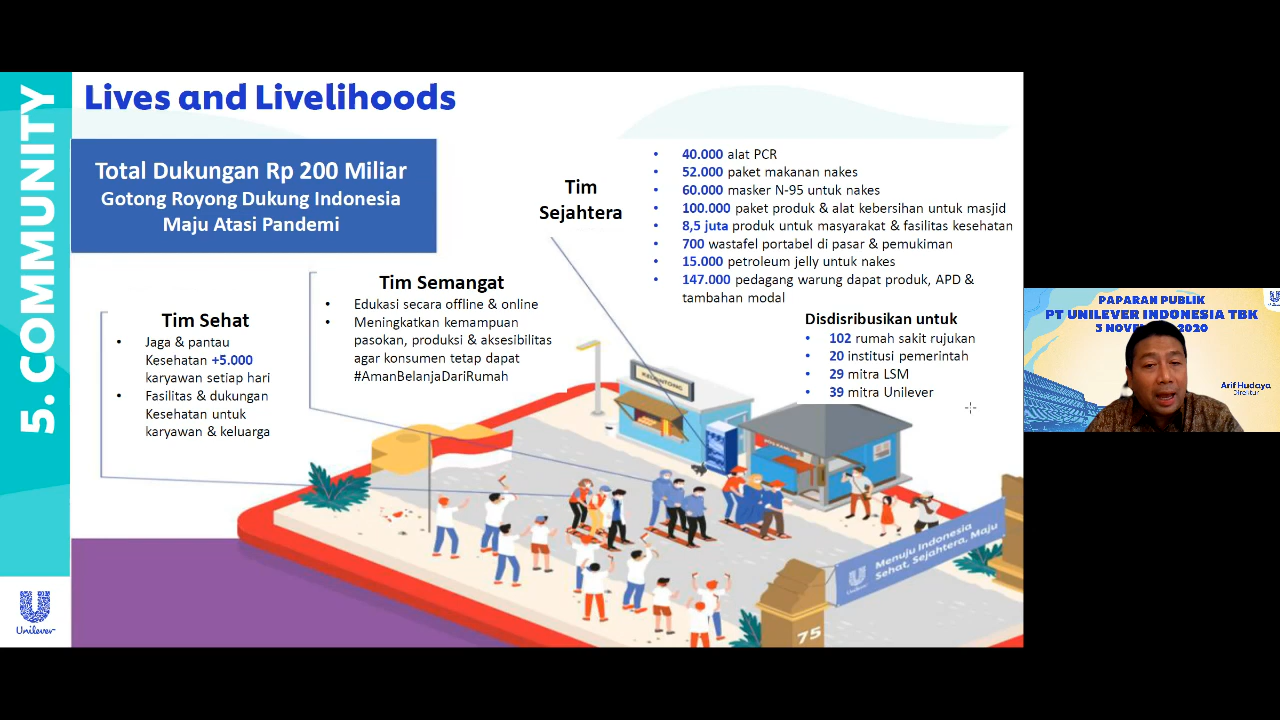 5. COMMUNITY
Lives and Livelihoods
Total Dukungan Rp 200 Miliar
Gotong Royong Dukung Indonesia
Maju Atasi Pandemi
Tim Sehat
• Jaga & pantau
Kesehatan +5.000
karyawan setiap hari
• Fasilitas & dukungan
Kesehatan untuk
karyawan & keluarga
Tim Semangat
• Edukasi secara offline & online
• Meningkatkan kemampuan
pasokan, produksi & aksesibilitas
agar konsumen tetap dapat
#AmanBelanjaDariRumah
Tim
Sejahtera
• 40.000 alat PCR
• 52.000 paket makanan nakes
• 60.000 masker N-95 untuk nakes
• 100.000 paket produk & alat kebersihan untuk masjid
• 8,5 juta produk untuk masyarakat & fasilitas kesehatan
• 700 wastafel portabel di pasar & pemukiman
• 15.000 petroleum jelly untuk nakes
• 147.000 pedagang warung dapat produk, APD &
tambahan modal
Disdisribusikan untuk
• 102 rumah sakit rujukan
• 20 institusi pemerintah
• 29 mitra LSM
• 39 mitra Unilever
KELONTONG
Menuju Indonesia
Sehat, Sejahtera, Maju
Unilever
75
Unilever
PAPARAN PUBLIK
PT UNILEVER INDONESIA TBK
3 2020
Arif Hudaya
Direktur